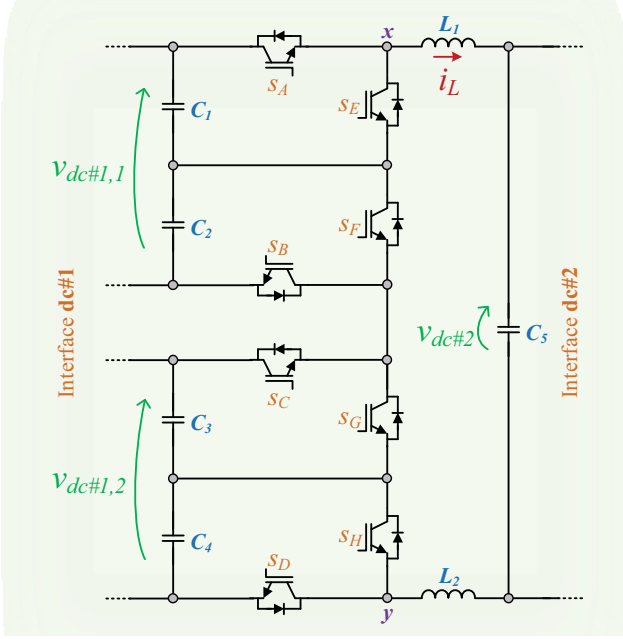 x
L1
SA
iL
C1
SE
vdc#1,1
C2
SF
SB
Interface dc#1
vdc#2
C5
Interface dc#2
SC
C3
SG
vdc#1,2
C4
SH
SD
L2
y